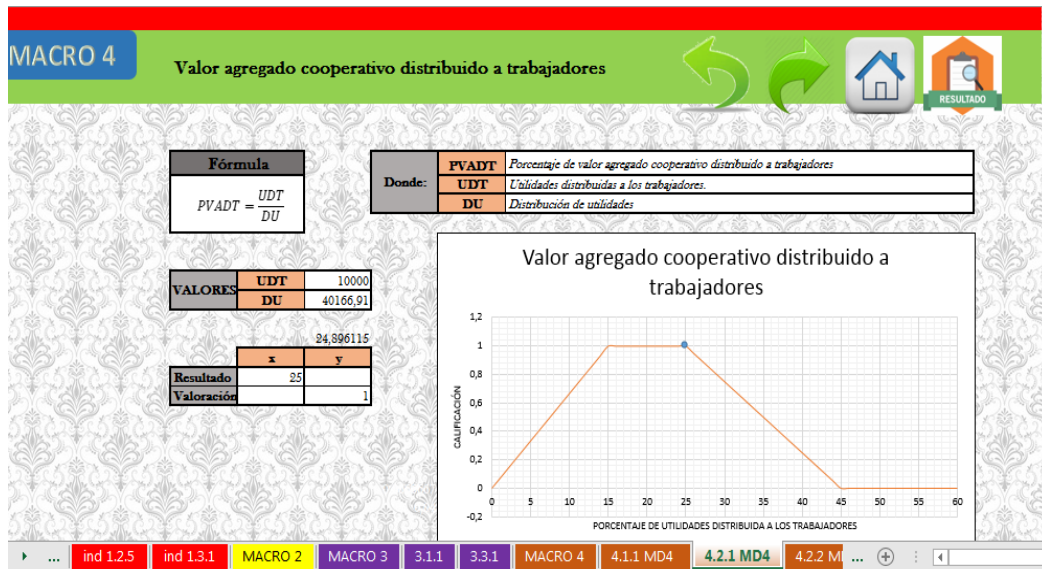 MACRO 4
Valor agregado cooperativo distribuido a trabajadores
RESULTADO
Fórmula
PVADT = UDT / DU
Donde:
PVADT Porcentaje de valor agregado cooperativo distribuido a trabajadores
UDT Utilidades distribuidas a los trabajadores.
DU Distribución de utilidades
VALORES
UDT 10000
DU 40166,91
24,896115
x y
Resultado 25
Valoración 1
Valor agregado cooperativo distribuido a
trabajadores
1,2
1
0,8
0,6
0,4
0,2
0
-0,2
CALIFICACIÓN
0 5 10 15 20 25 30 35 40 45 50 55 60
PORCENTAJE DE UTILIDADES DISTRIBUIDA A LOS TRABAJADORES
... ind 1.2.5 ind 1.3.1 MACRO 2 MACRO 3 3.1.1 3.3.1 MACRO 4 4.1.1 MD4 4.2.1 MD4 4.2.2 MI ...